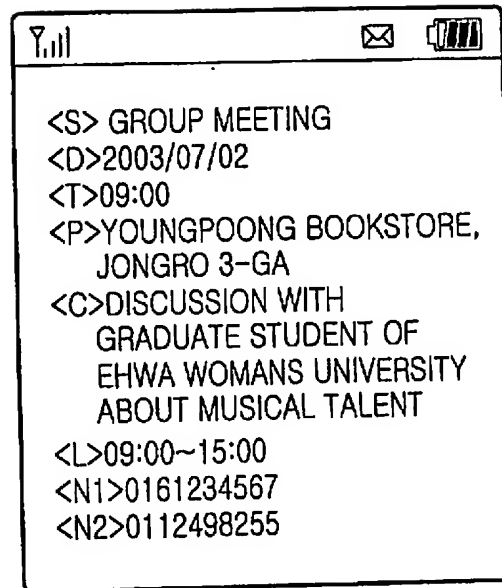 <S> GROUP MEETING
<D>2003/07/02
<T>09:00
<P>YOUNGPOONG BOOKSTORE,
JONGRO 3-GA
<C>DISCUSSION WITH
GRADUATE STUDENT OF
EHWA WOMANS UNIVERSITY
ABOUT MUSICAL TALENT
<L>09:00~15:00
<N1>0161234567
<N2>0112498255